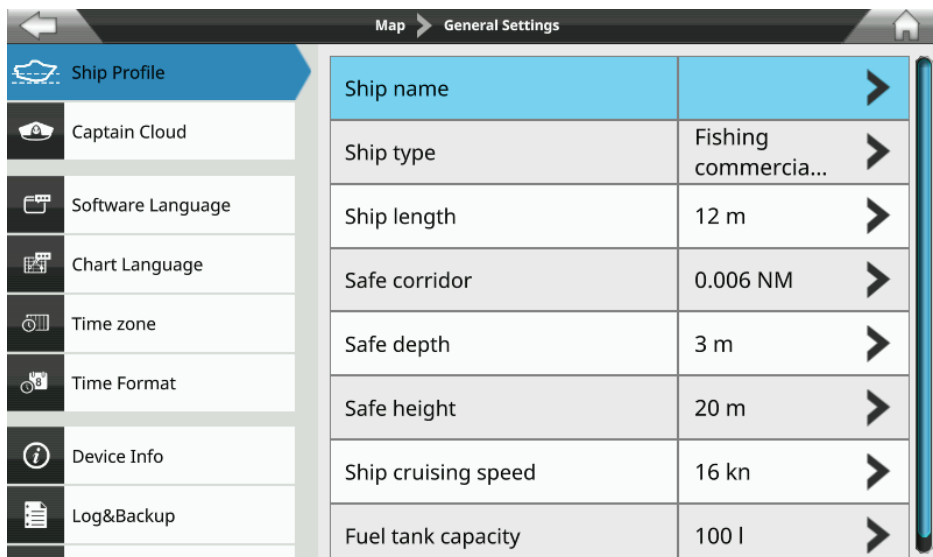 Map General Settings
Ship Profile
Captain Cloud
Software Language
Chart Language
Time zone
Time Format
8
Device Info
Log&Backup
Ship name
Ship type Fishing
commercia...
Ship length 12 m
Safe corridor 0.006 NM
Safe depth 3 m
Safe height 20 m
Ship cruising speed 16 kn
Fuel tank capacity 100 l